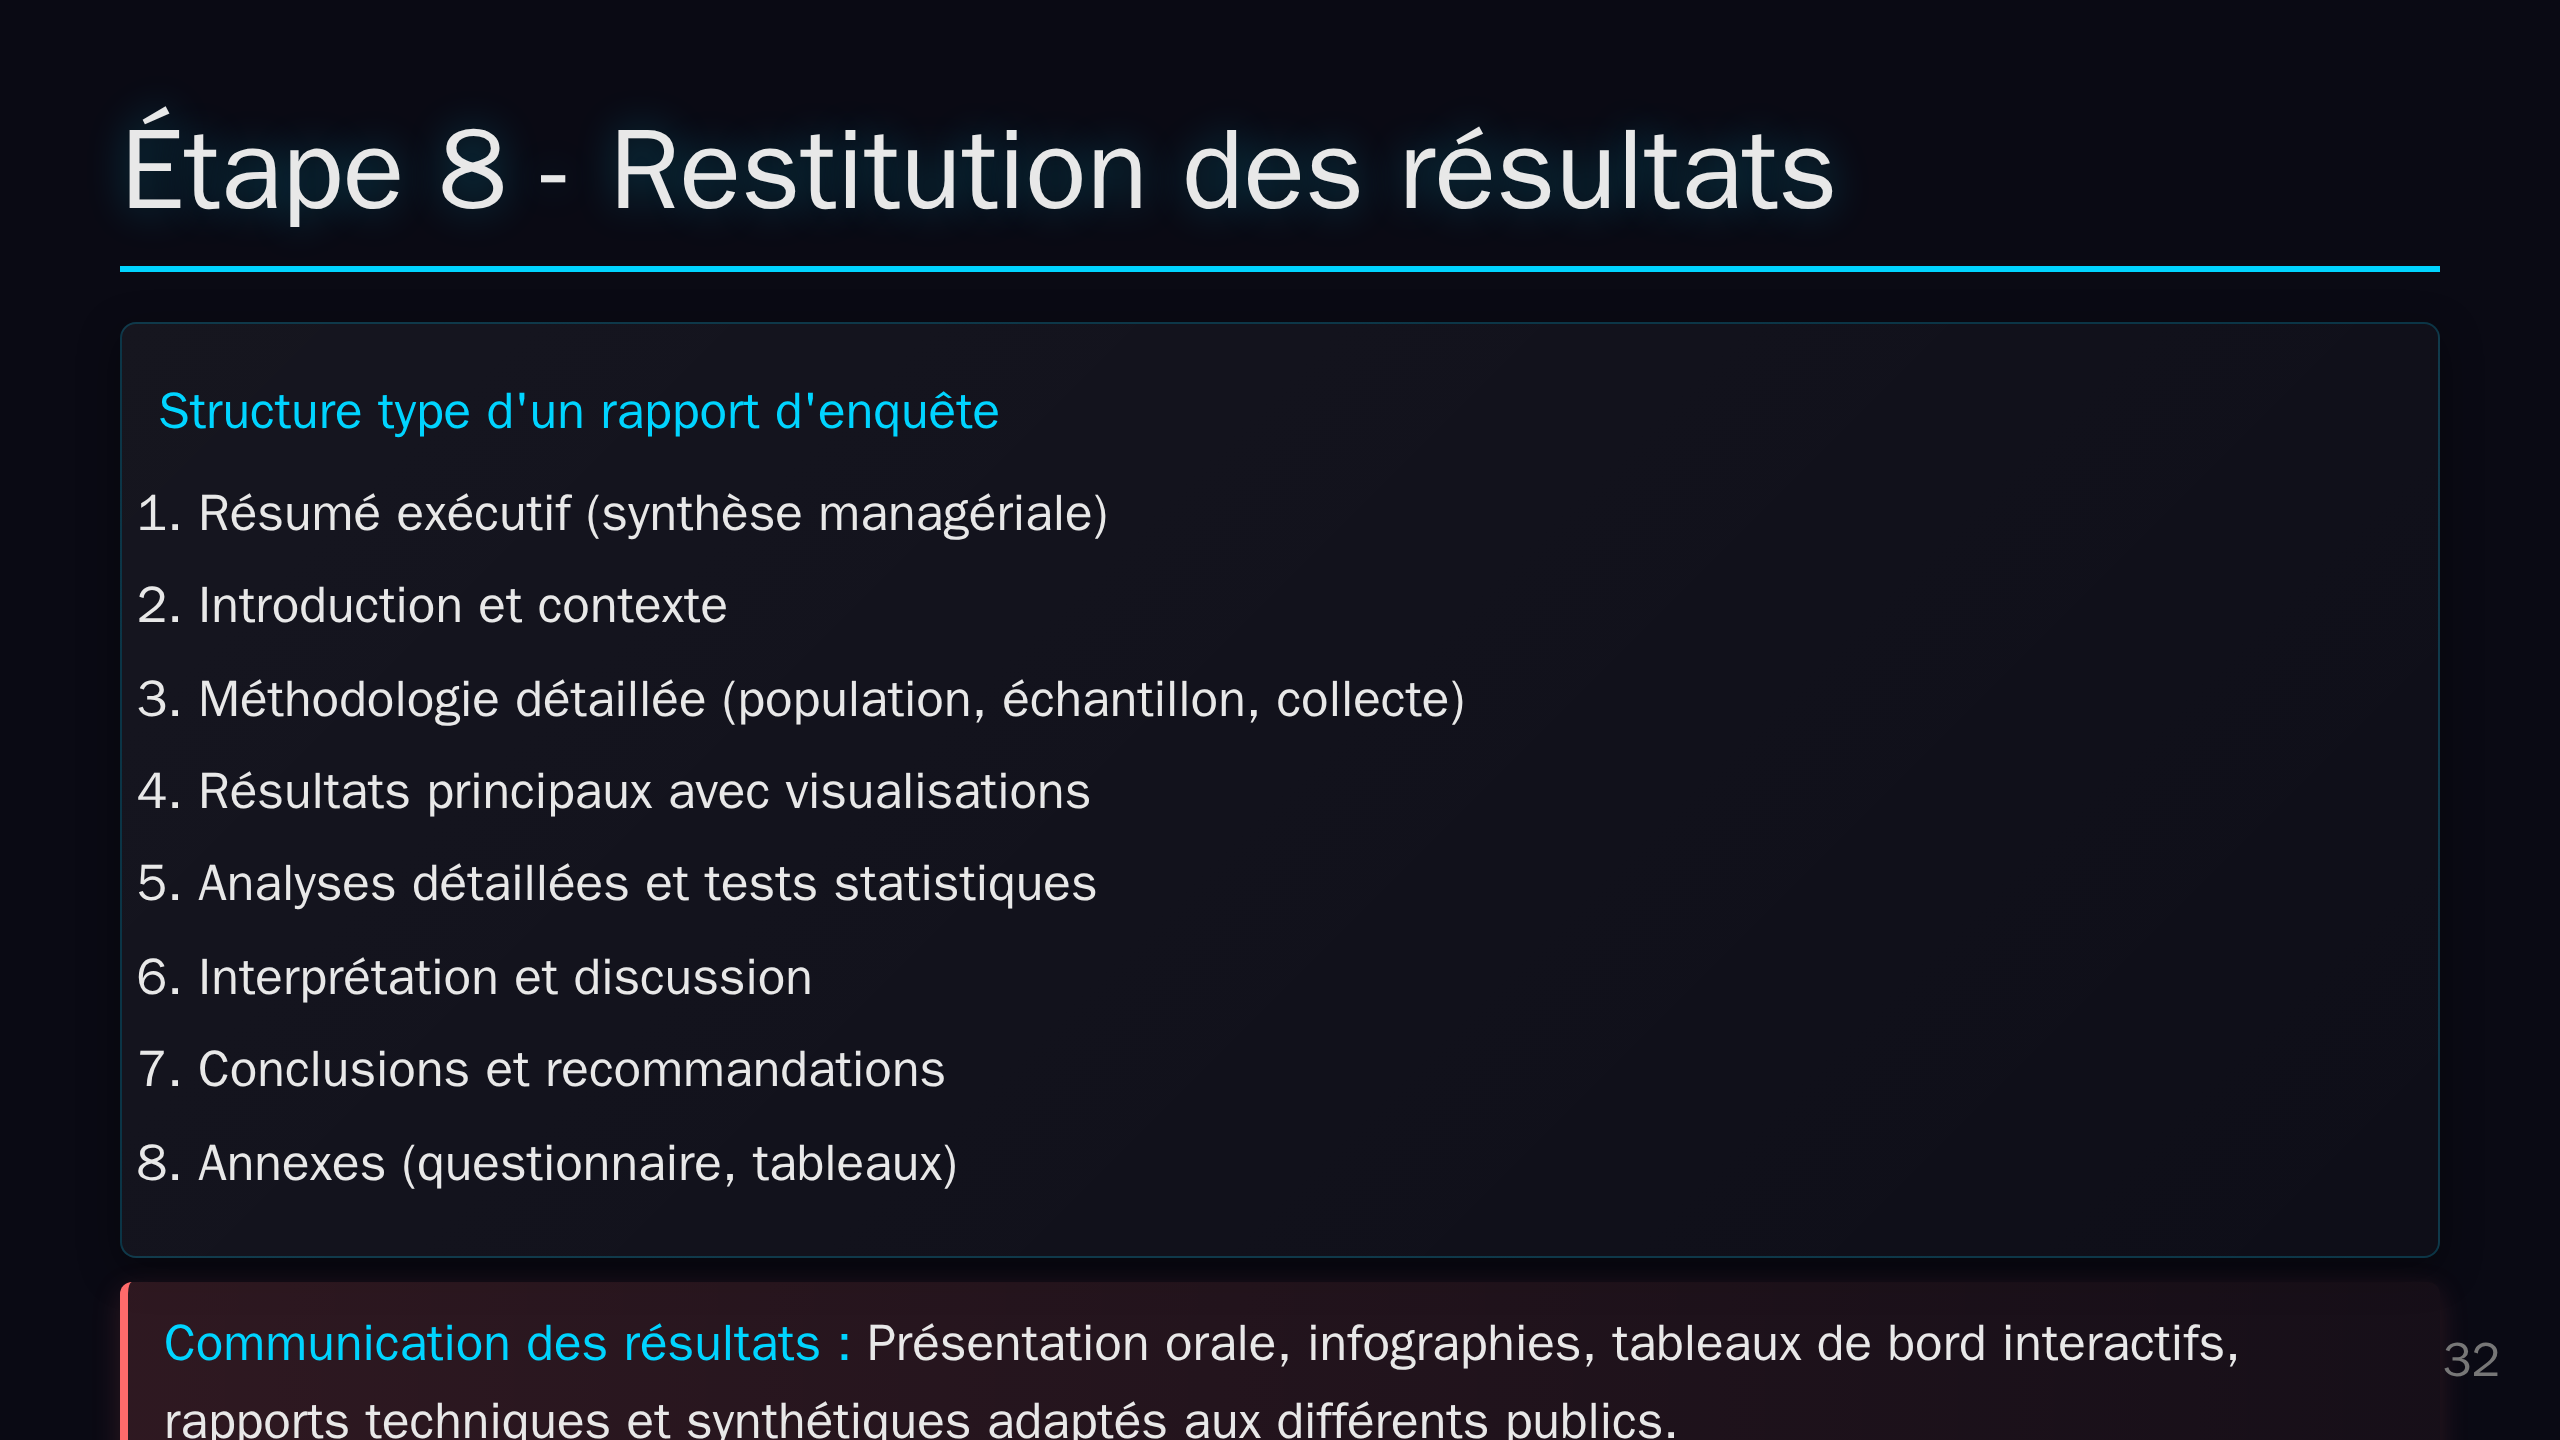 Étape 8 - Restitution des résultats
Structure type d'un rapport d'enquête
1. Résumé exécutif (synthèse managériale)
2. Introduction et contexte
3. Méthodologie détaillée (population, échantillon, collecte)
4. Résultats principaux avec visualisations
5. Analyses détaillées et tests statistiques
6. Interprétation et discussion
7. Conclusions et recommandations
8. Annexes (questionnaire, tableaux)
Communication des résultats : Présentation orale, infographies, tableaux de bord interactifs,
rapports techniques et synthétiques adaptés aux différents publics.
32